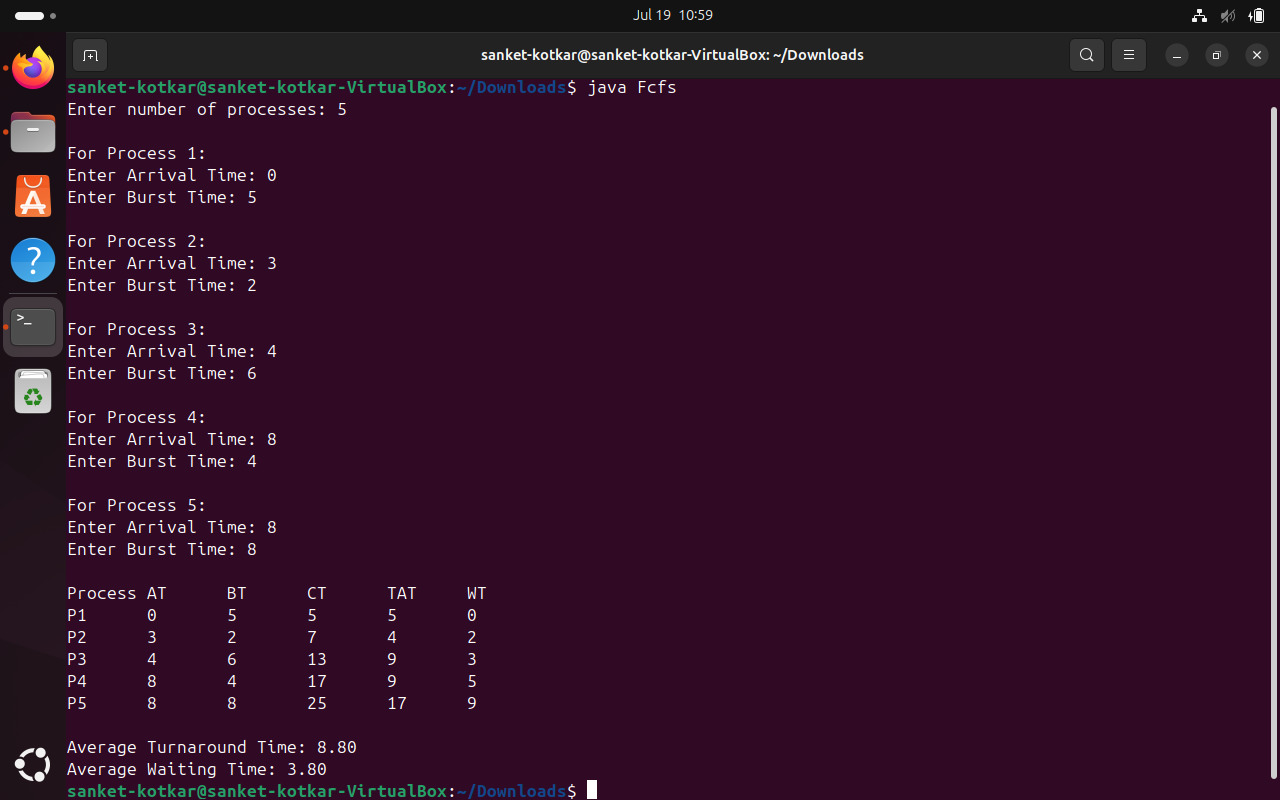 Jul 19 10:59
sanket-kotkar@sanket-kotkar-VirtualBox: ~/Downloads
sanket-kotkar@sanket-kotkar-VirtualBox:~/Downloads$ java Fcfs
Enter number of processes: 5
For Process 1:
Enter Arrival Time: 0
Enter Burst Time: 5
For Process 2:
Enter Arrival Time: 3
Enter Burst Time: 2
For Process 3:
Enter Arrival Time: 4
Enter Burst Time: 6
For Process 4:
Enter Arrival Time: 8
Enter Burst Time: 4
For Process 5:
Enter Arrival Time: 8
Enter Burst Time: 8
Process AT BT CT TAT WT
P1 0 5 5 5 0
P2 3 2 7 4 2
P3 4 6 13 9 3
P4 8 4 17 9 5
P5 8 8 25 17 9
Average Turnaround Time: 8.80
Average Waiting Time: 3.80
sanket-kotkar@sanket-kotkar-VirtualBox:~/Downloads$